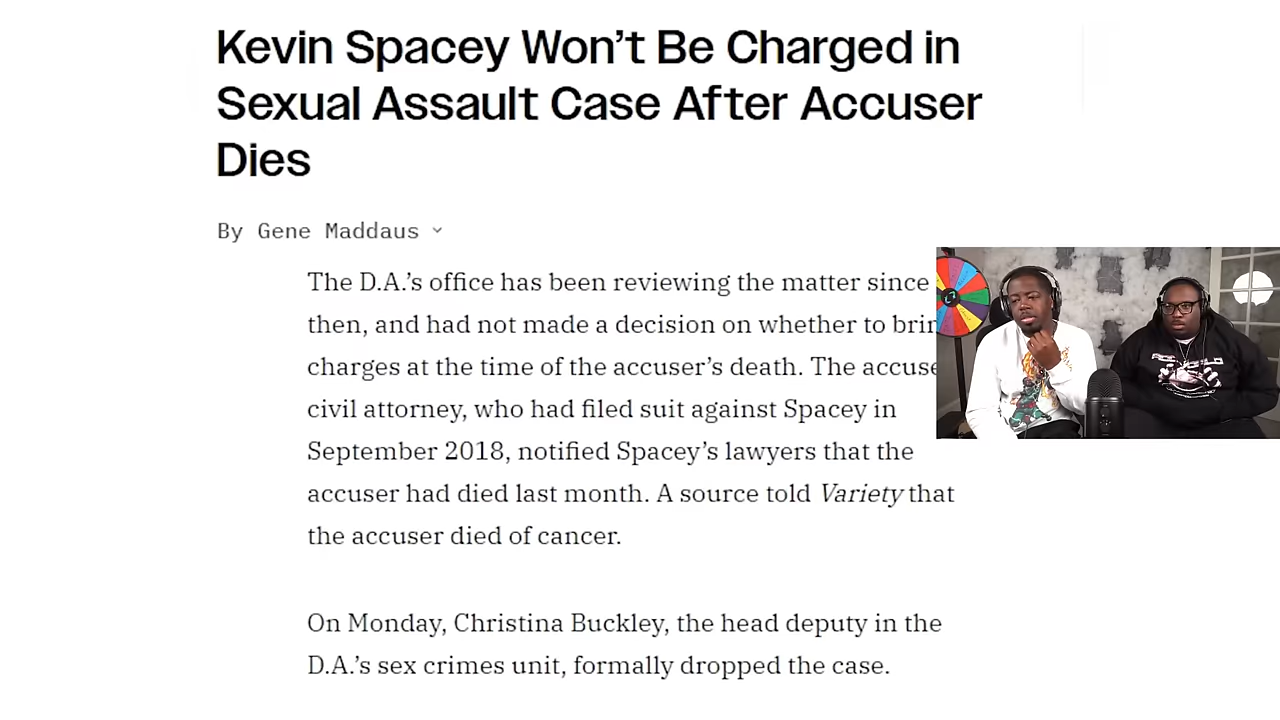 Kevin Spacey Won’t Be Charged in
Sexual Assault Case After Accuser
Dies
By Gene Maddaus
The D.A.’s office has been reviewing the matter since
then, and had not made a decision on whether to brin
charges at the time of the accuser’s death. The accuse
civil attorney, who had filed suit against Spacey in
September 2018, notified Spacey’s lawyers that the
accuser had died last month. A source told Variety that
the accuser died of cancer.
On Monday, Christina Buckley, the head deputy in the
D.A.’s sex crimes unit, formally dropped the case.